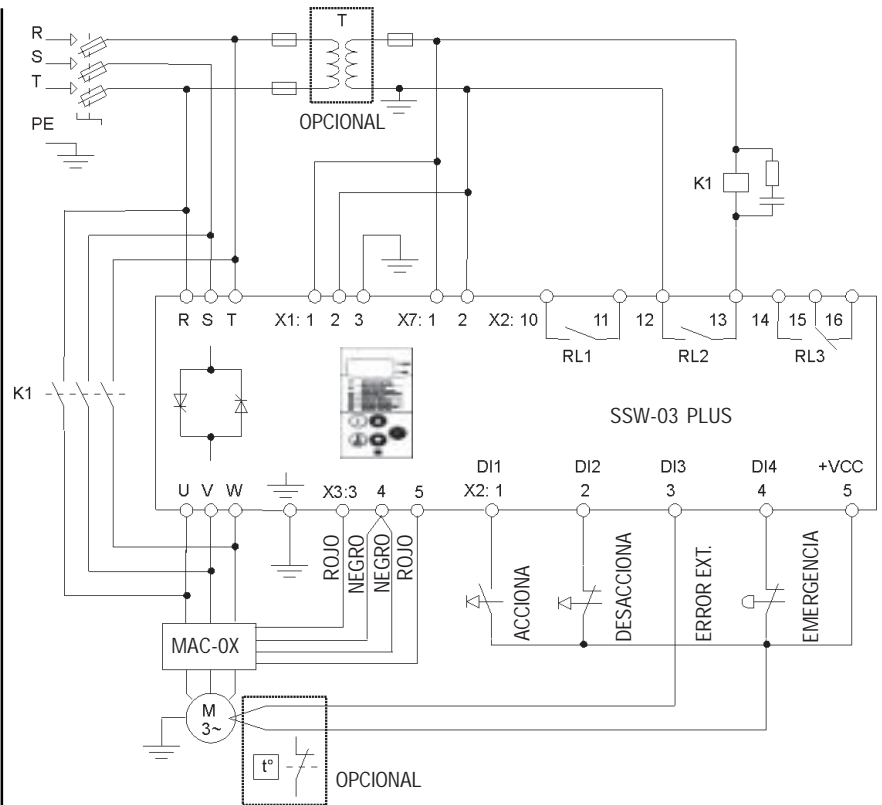 R
T
S
T
PE
OPCIONAL
K1
R S T X1: 1 2 3 X7: 1 2 X2: 10 11 12 13 14 15 16
RL1 RL2 RL3
K1
SSW-03 PLUS
DI1 DI2 DI3 DI4 +VCC
U V W X3:3 4 5 X2: 1 2 3 4 5
ROJO
NEGRO
NEGRO
ROJO
ACCIONA
DESACCIONA
ERROR EXT.
EMERGENCIA
MAC-0X
M
3~
t°
OPCIONAL